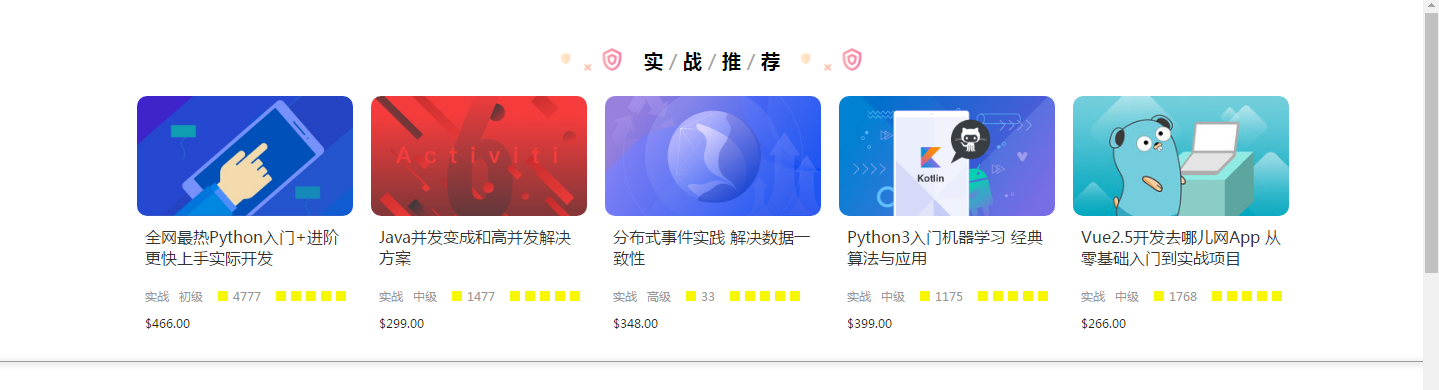 实 / 战 / 推 / 荐
Activiti
6
Kotlin
全网最热Python入门+进阶
更快上手实际开发
实战 初级 4777
$466.00
Java并发变成和高并发解决
方案
实战 中级 1477
$299.00
分布式事件实践 解决数据一
致性
实战 高级 33
$348.00
Python3入门机器学习 经典
算法与应用
实战 中级 1175
$399.00
Vue2.5开发去哪儿网App 从
零基础入门到实战项目
实战 中级 1768
$266.00